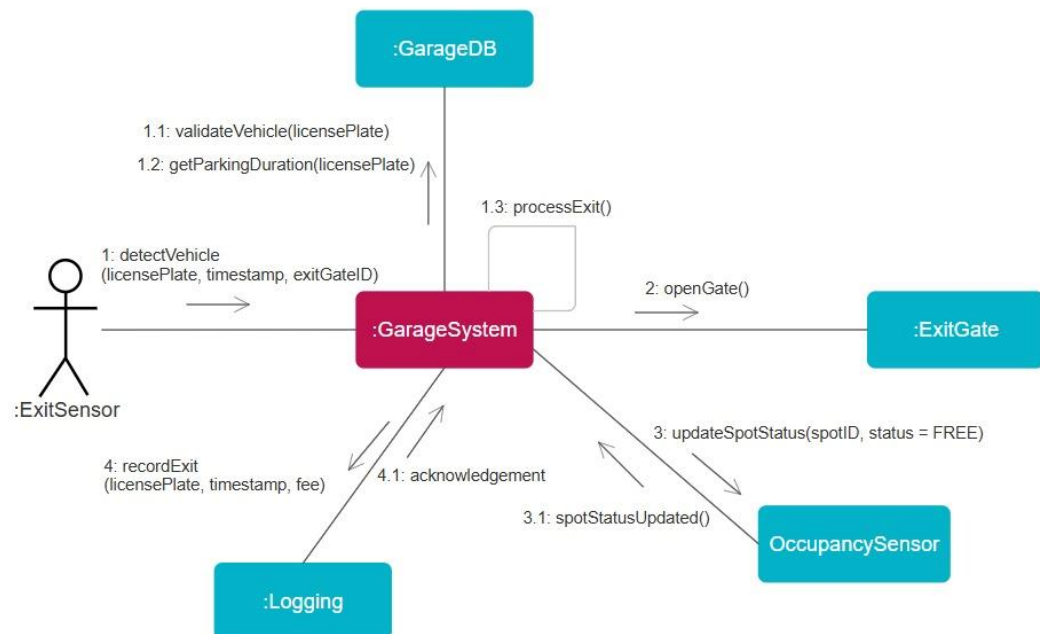 :GarageDB
1.1: validateVehicle(licensePlate)
1.2: getParkingDuration(licensePlate)
1.3: processExit()
1: detectVehicle
(licensePlate, timestamp, exitGateID)
2: openGate()
:GarageSystem
:ExitGate
:ExitSensor
3: updateSpotStatus(spotID, status = FREE)
4: recordExit
(licensePlate, timestamp, fee)
4.1: acknowledgement
3.1: spotStatusUpdated()
OccupancySensor
:Logging